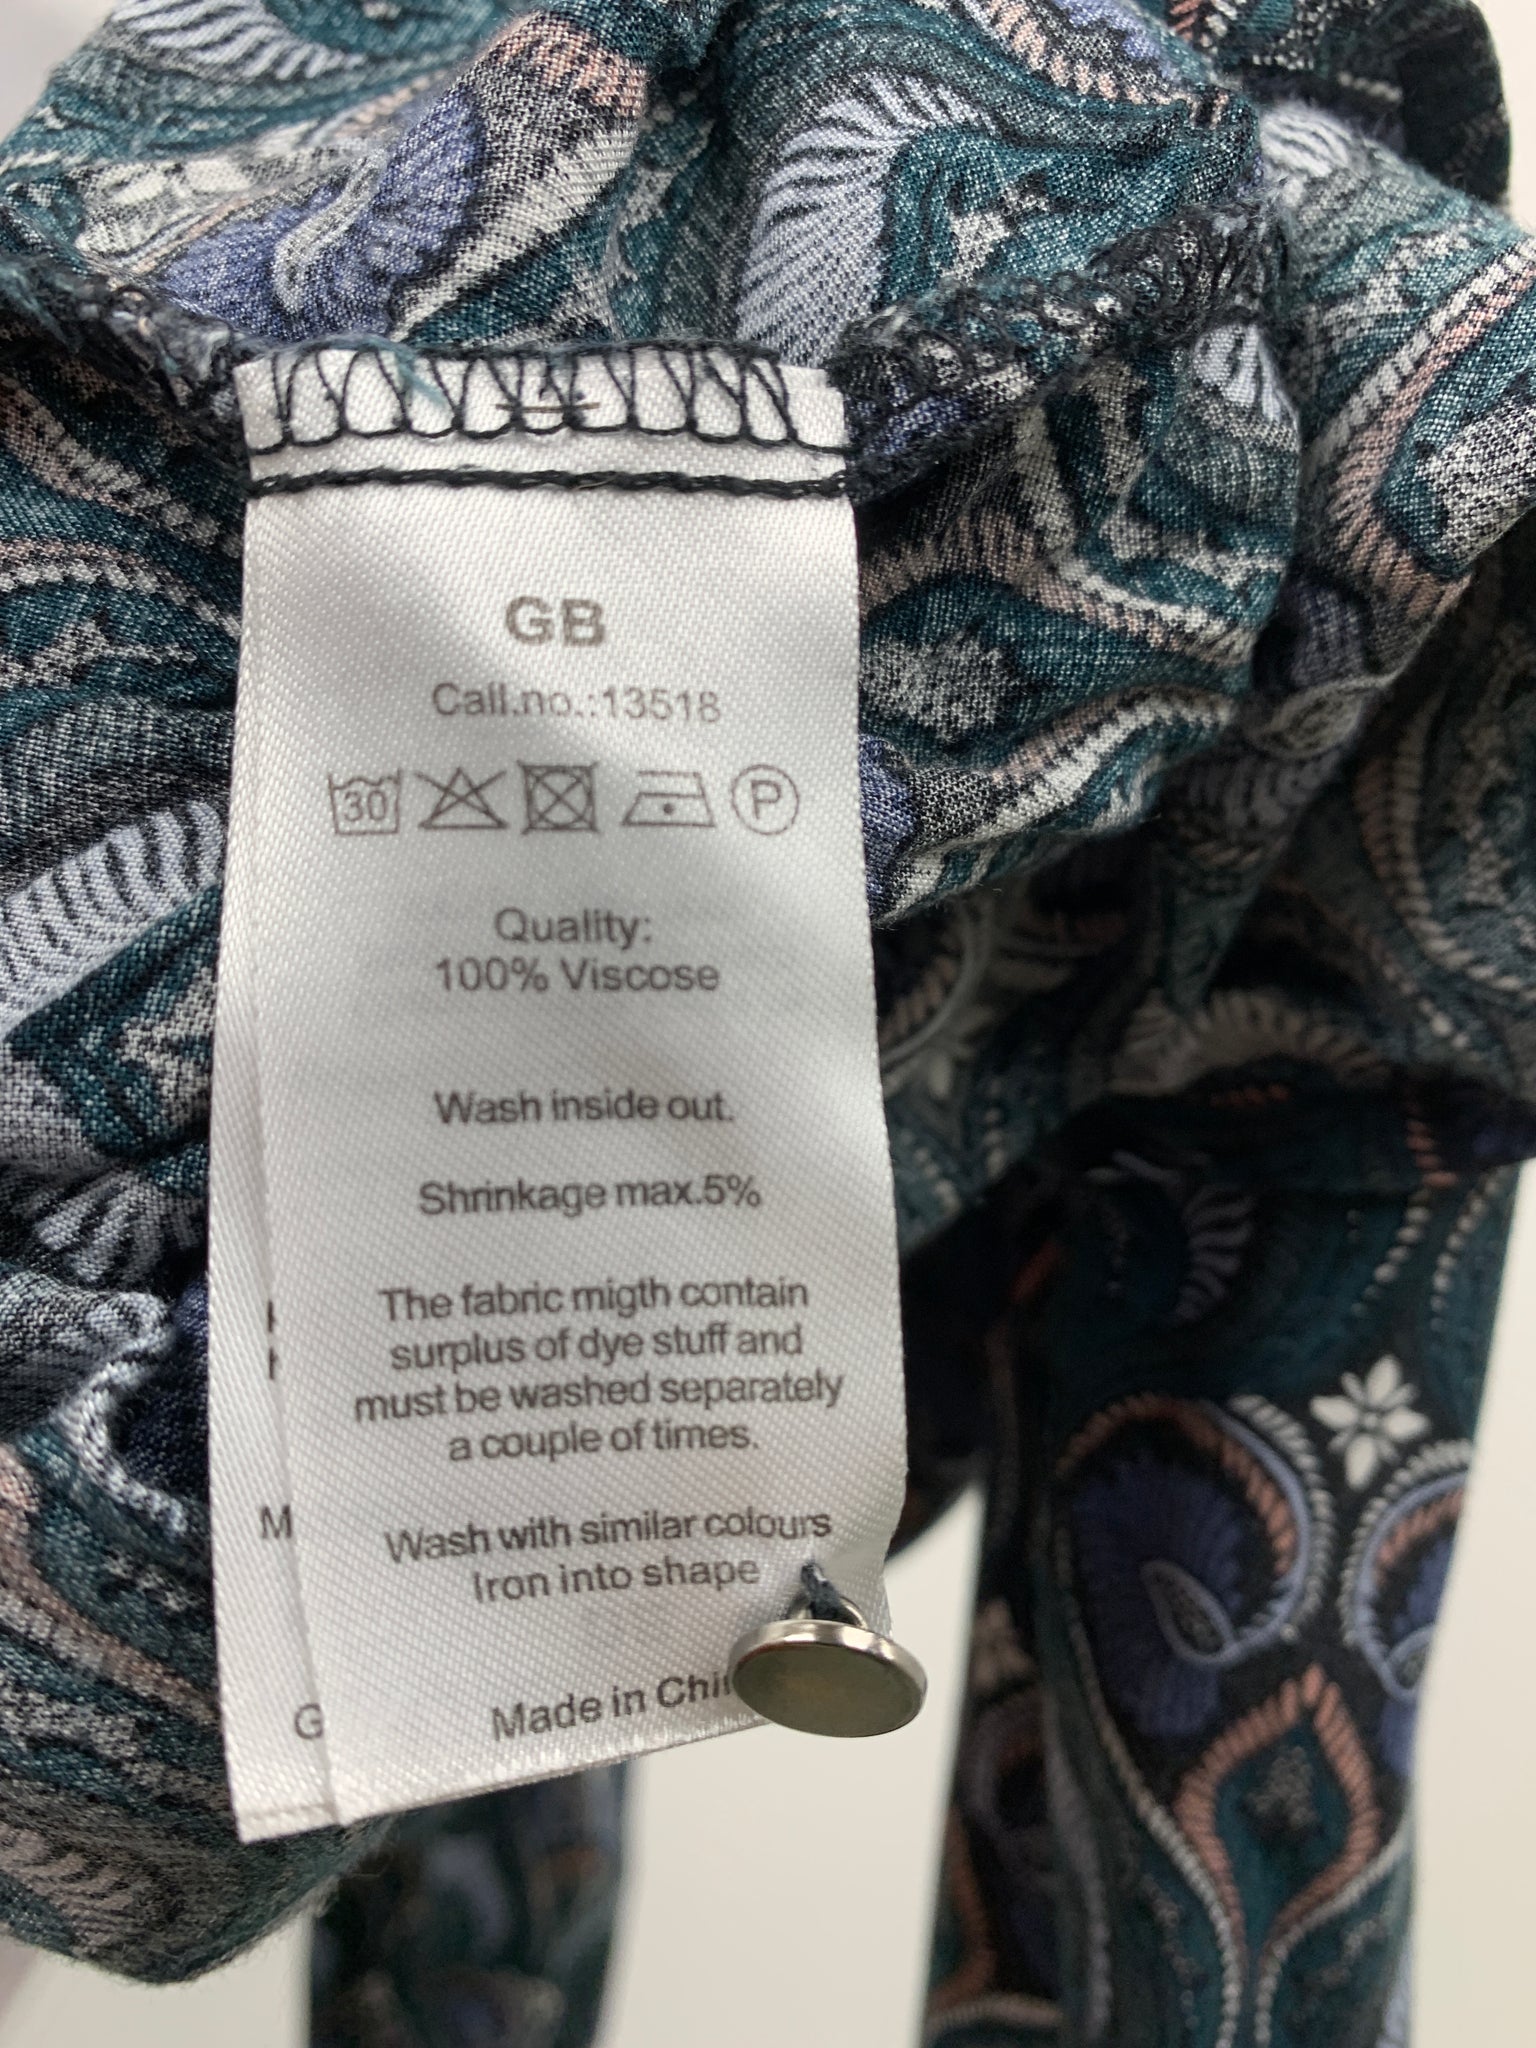 GB
Call.no.:13518
30 P
Quality:
100% Viscose
Wash inside out.
Shrinkage max.5%
The fabric migth contain
surplus of dye stuff and
must be washed separately
a couple of times.
Wash with similar colours
Iron into shape
M
G
Made in